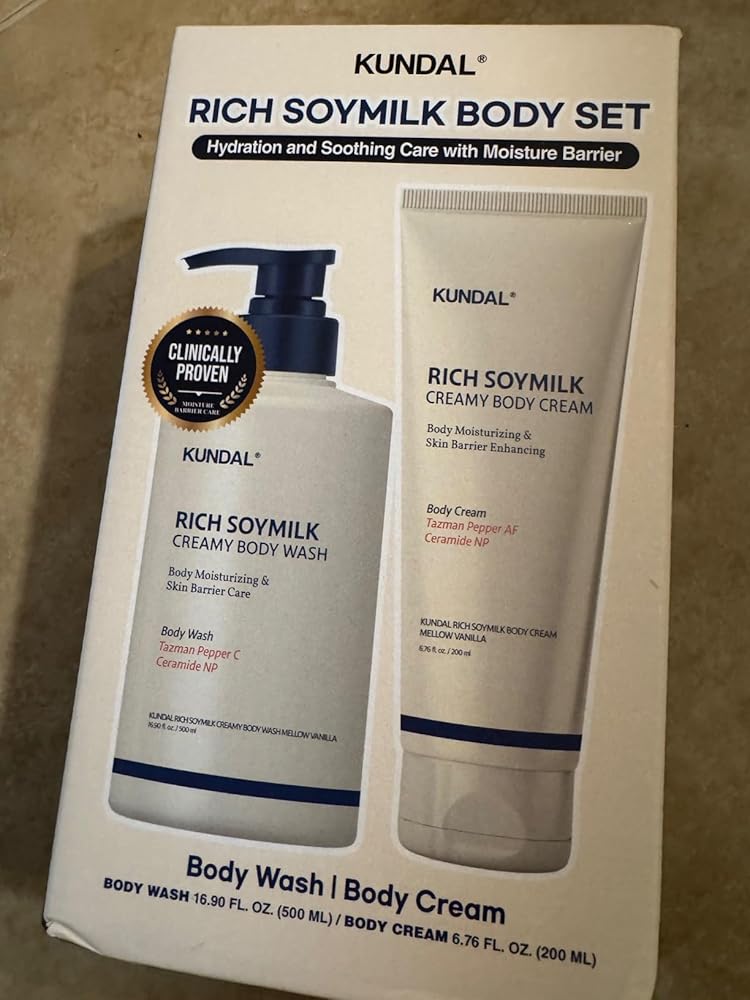 KUNDAL®
RICH SOYMILK BODY SET
Hydration and Soothing Care with Moisture Barrier
CLINICALLY
PROVEN
MOISTURE
BARRIER CARE
KUNDAL®
RICH SOYMILK
CREAMY BODY WASH
Body Moisturizing &
Skin Barrier Care
Body Wash
Tazman Pepper C
Ceramide NP
KUNDAL RICH SOYMILK CREAMY BODY WASH MELLOW VANILLA
16.90 fl. oz. / 500 ml
KUNDAL®
RICH SOYMILK
CREAMY BODY CREAM
Body Moisturizing &
Skin Barrier Enhancing
Body Cream
Tazman Pepper AF
Ceramide NP
KUNDAL RICH SOYMILK BODY CREAM
MELLOW VANILLA
6.76 fl. oz. / 200 ml
Body Wash | Body Cream
BODY WASH 16.90 FL. OZ. (500 ML) / BODY CREAM 6.76 FL. OZ. (200 ML)